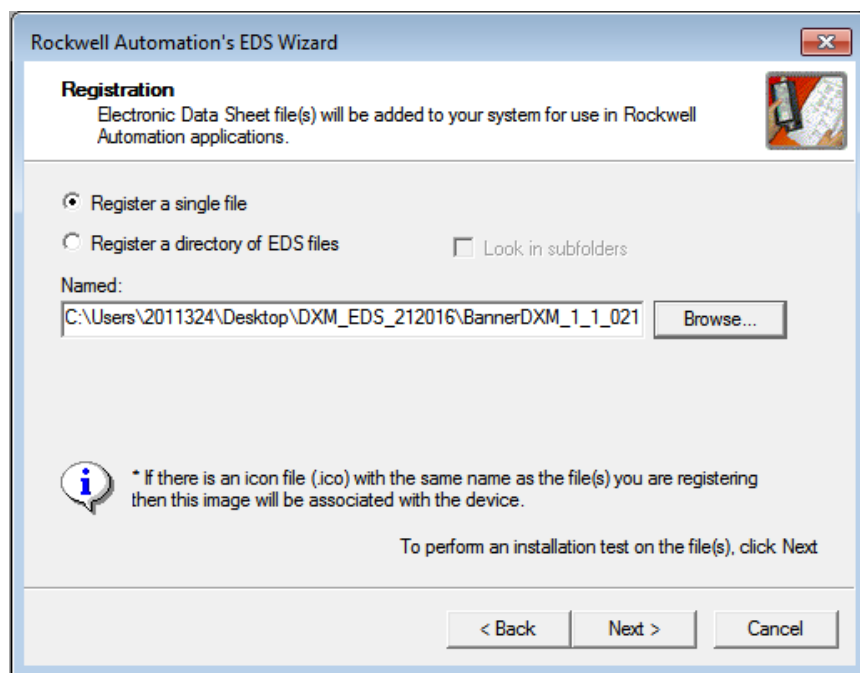 Rockwell Automation's EDS Wizard
Registration
Electronic Data Sheet file(s) will be added to your system for use in Rockwell
Automation applications.
Register a single file
Register a directory of EDS files
Look in subfolders
Named:
C:\Users\2011324\Desktop\DXM_EDS_212016\BannerDXM_1_1_021
Browse...
* If there is an icon file (.ico) with the same name as the file(s) you are registering
then this image will be associated with the device.
To perform an installation test on the file(s), click Next
< Back
Next >
Cancel